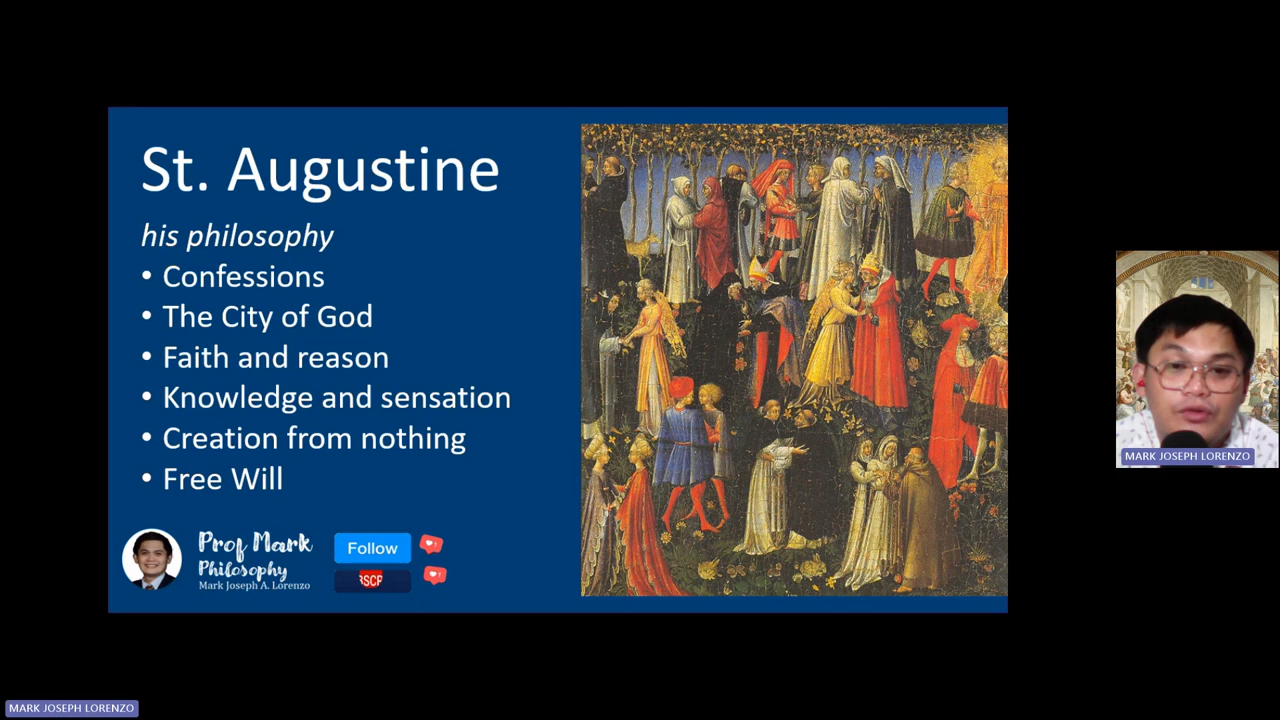 St. Augustine
his philosophy
• Confessions
• The City of God
• Faith and reason
• Knowledge and sensation
• Creation from nothing
• Free Will
Prof Mark
Philosophy
Mark Joseph A. Lorenzo
Follow
MARK JOSEPH LORENZO
MARK JOSEPH LORENZO